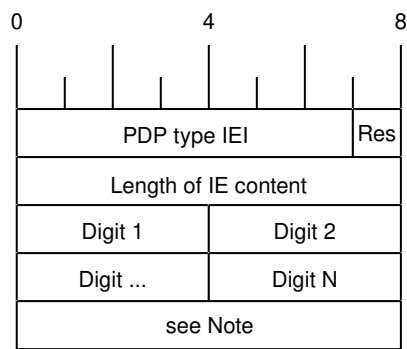 0 4 8
PDP type IEI Res
Length of IE content
Digit 1 Digit 2
Digit ... Digit N
see Note